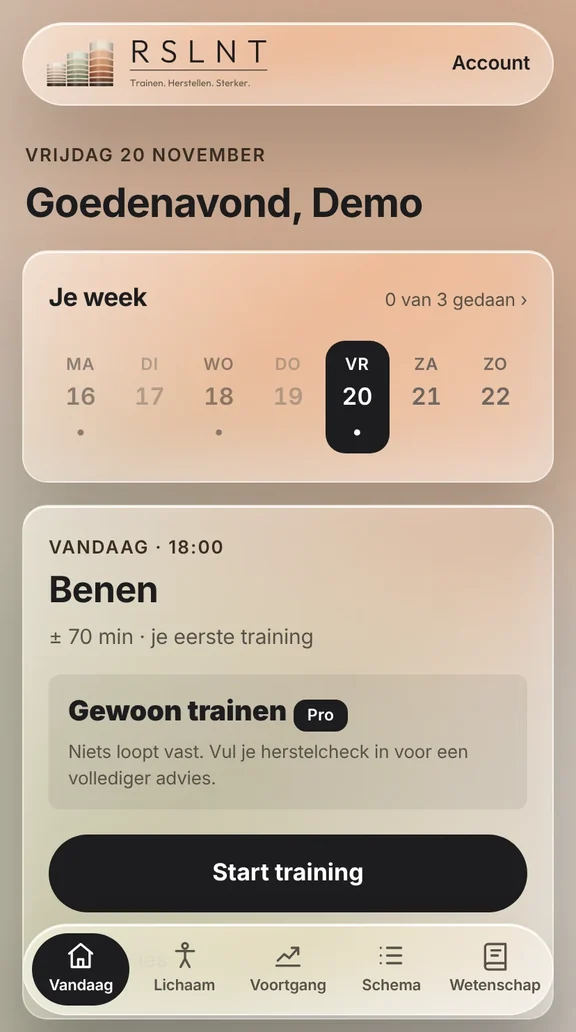 RSLNT
Trainen. Herstellen. Sterker.
Account
VRIJDAG 20 NOVEMBER
Goedenavond, Demo
Je week
0 van 3 gedaan ›
MA DI WO DO VR ZA ZO
16 17 18 19 20 21 22
VANDAAG · 18:00
Benen
± 70 min · je eerste training
Gewoon trainen Pro
Niets loopt vast. Vul je herstelcheck in voor een
vollediger advies.
Start training
Vandaag Lichaam Voortgang Schema Wetenschap